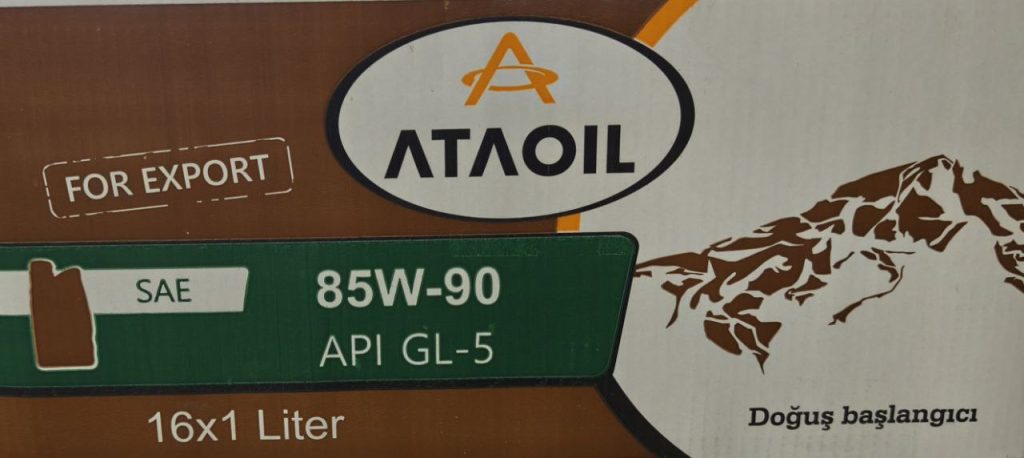 ATAOIL
FOR EXPORT
SAE
85W-90
API GL-5
16x1 Liter
Doğuş başlangıcı